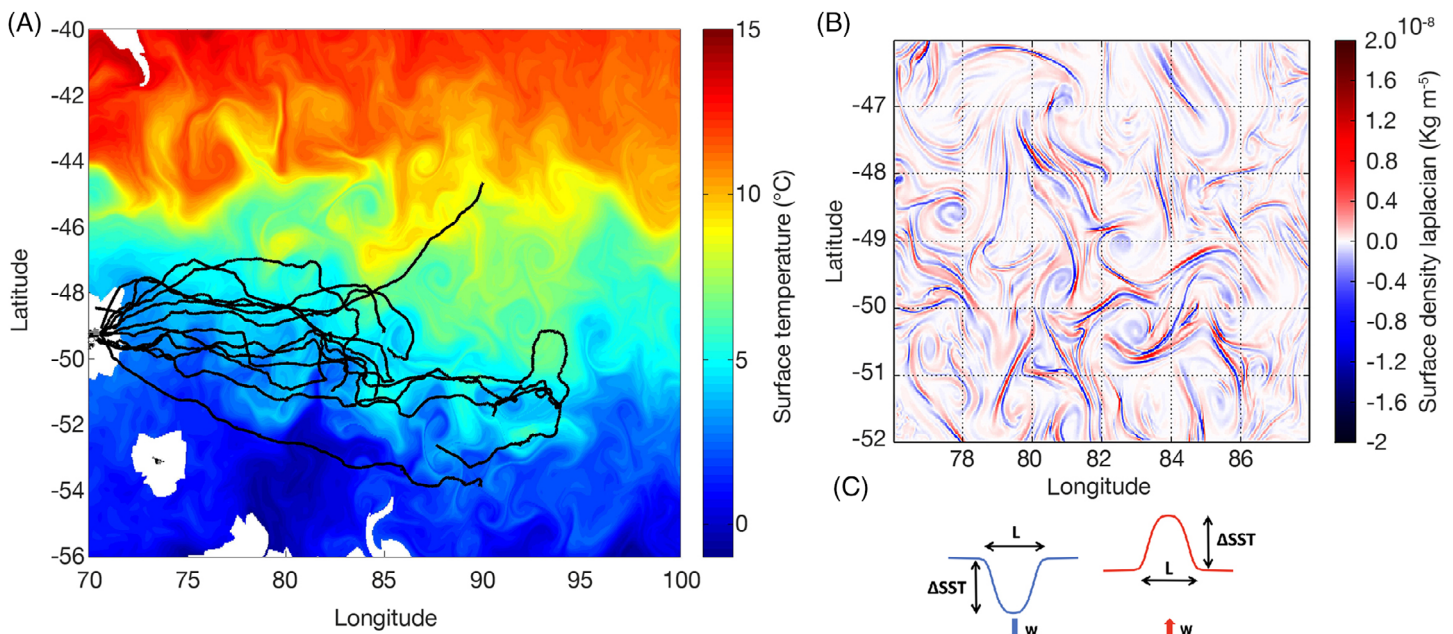 (A)
-40
-42
-44
-46
-48
-50
-52
-54
-56
Latitude
70
75
80
85
90
95
100
Longitude
15
10
5
0
Surface temperature (°C)
(B)
-47
-48
-49
-50
-51
-52
Latitude
78
80
82
84
86
Longitude
10⁻⁸
2.0
1.6
1.2
0.8
0.4
0.0
-0.4
-0.8
-1.2
-1.6
-2
Surface density laplacian (Kg m⁻⁵)
(C)
L
ΔSST
w
ΔSST
L
w